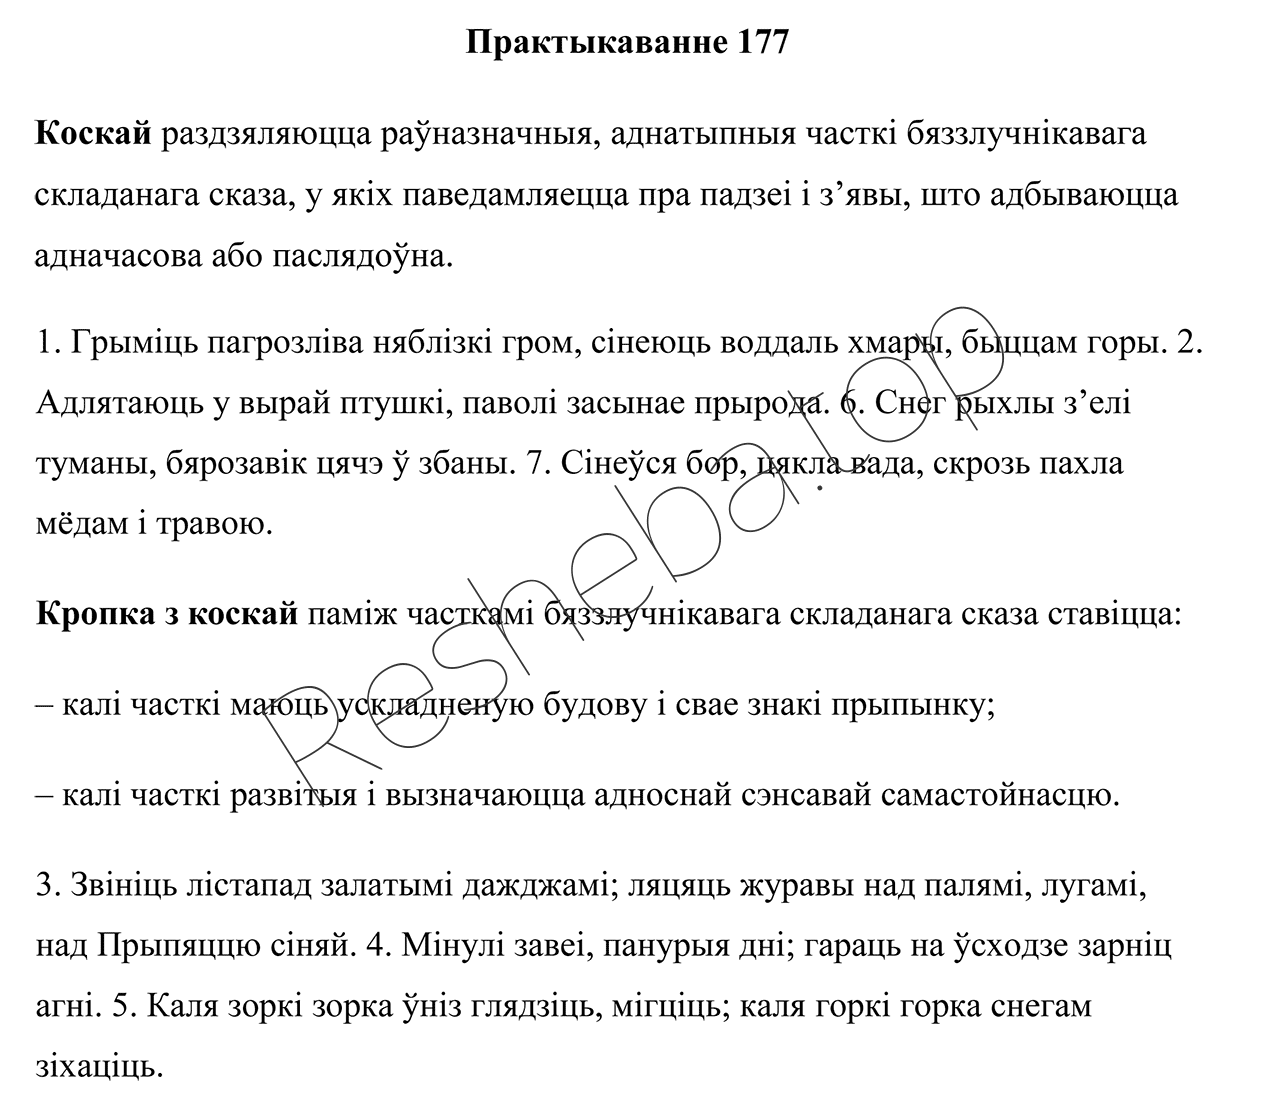 Практыкаванне 177
Коскай раздзяляюцца раўназначныя, аднатыпныя часткі бяззлучнікавага
складанага сказа, у якіх паведамляецца пра падзеі і з’явы, што адбываюцца
адначасова або паслядоўна.
1. Грыміць пагрозліва няблізкі гром, сінеюць воддаль хмары, быццам горы. 2.
Адлятаюць у вырай птушкі, паволі засынае прырода. 6. Снег рыхлы з’елі
туманы, бярозавік цячэ ў збаны. 7. Сінеўся бор, цякла вада, скрозь пахла
мёдам і травою.
Кропка з коскай паміж часткамі бяззлучнікавага складанага сказа ставіцца:
– калі часткі маюць ускладненую будову і свае знакі прыпынку;
– калі часткі развітыя і вызначаюцца адноснай сэнсавай самастойнасцю.
3. Звініць лістапад залатымі дажджамі; ляцяць журавы над палямі, лугамі,
над Прыпяццю сіняй. 4. Мінулі завеі, панурыя дні; гараць на ўсходзе зарніц
агні. 5. Каля зоркі зорка ўніз глядзіць, мігціць; каля горкі горка снегам
зіхаціць.
Resheba.top